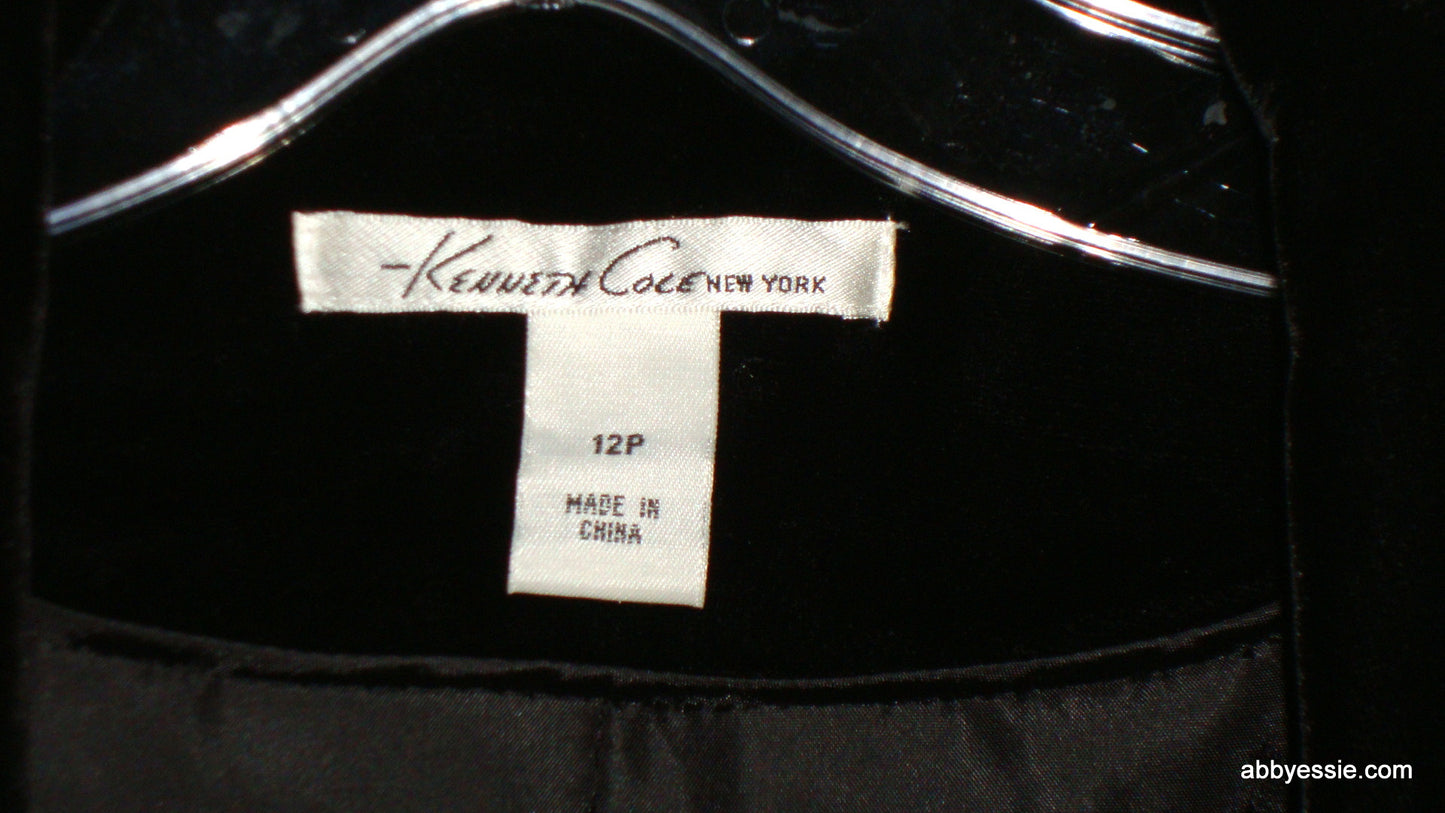 -Kenneth Cole NEW YORK
12P
MADE IN
CHINA
abbyessie.com